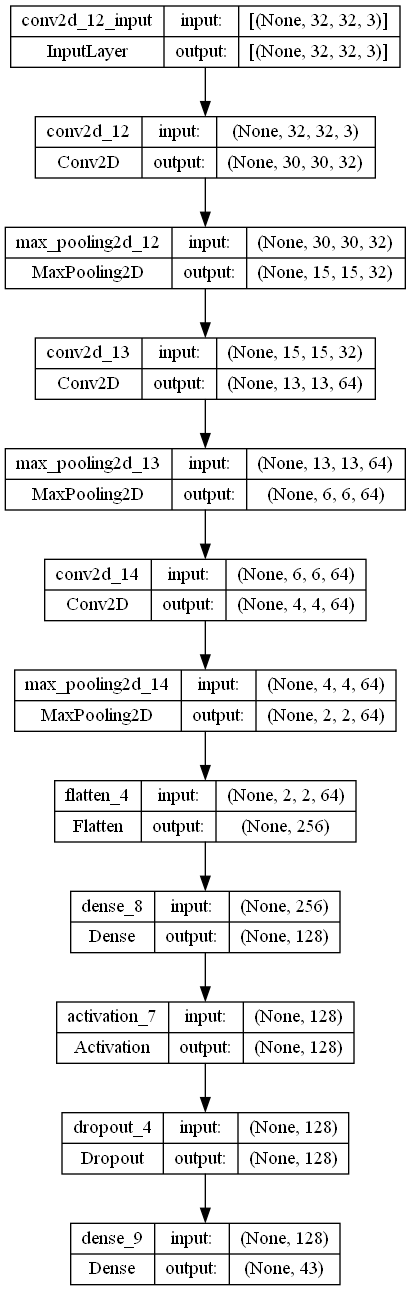 conv2d_12_input input: [(None, 32, 32, 3)]
InputLayer output: [(None, 32, 32, 3)]
conv2d_12 input: (None, 32, 32, 3)
Conv2D output: (None, 30, 30, 32)
max_pooling2d_12 input: (None, 30, 30, 32)
MaxPooling2D output: (None, 15, 15, 32)
conv2d_13 input: (None, 15, 15, 32)
Conv2D output: (None, 13, 13, 64)
max_pooling2d_13 input: (None, 13, 13, 64)
MaxPooling2D output: (None, 6, 6, 64)
conv2d_14 input: (None, 6, 6, 64)
Conv2D output: (None, 4, 4, 64)
max_pooling2d_14 input: (None, 4, 4, 64)
MaxPooling2D output: (None, 2, 2, 64)
flatten_4 input: (None, 2, 2, 64)
Flatten output: (None, 256)
dense_8 input: (None, 256)
Dense output: (None, 128)
activation_7 input: (None, 128)
Activation output: (None, 128)
dropout_4 input: (None, 128)
Dropout output: (None, 128)
dense_9 input: (None, 128)
Dense output: (None, 43)